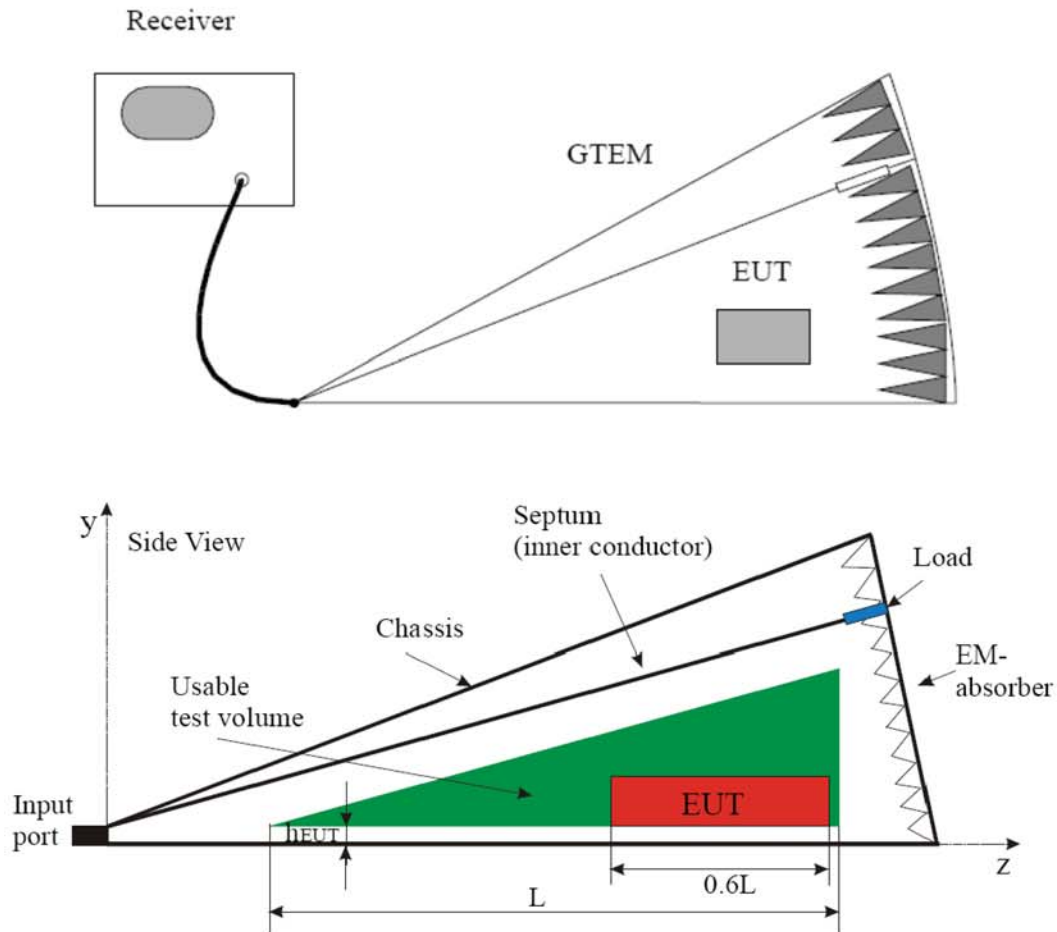 Receiver
GTEM
EUT
y
Side View
Septum
(inner conductor)
Load
Chassis
EM-
absorber
Usable
test volume
Input
port
EUT
hEUT
z
0.6L
L